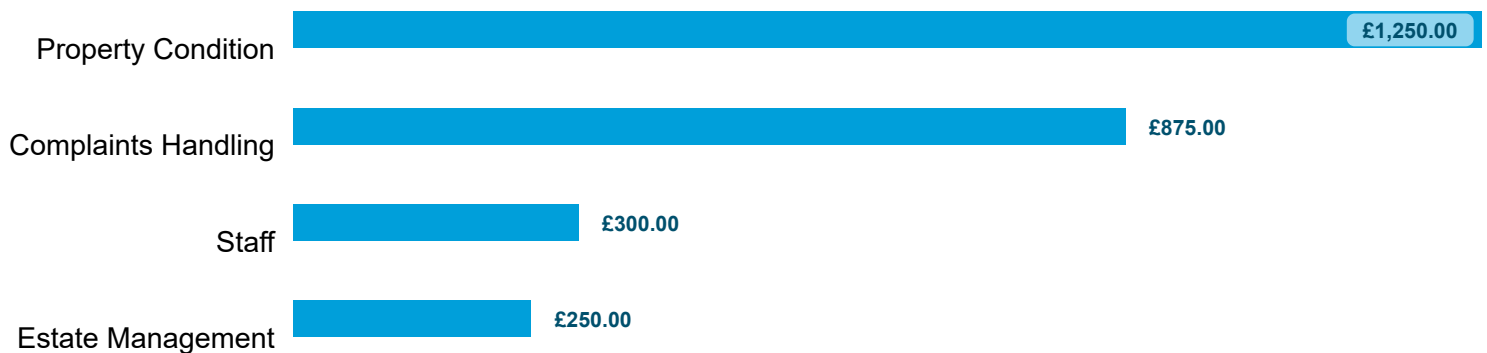 Property Condition £1,250.00
Complaints Handling £875.00
Staff £300.00
Estate Management £250.00